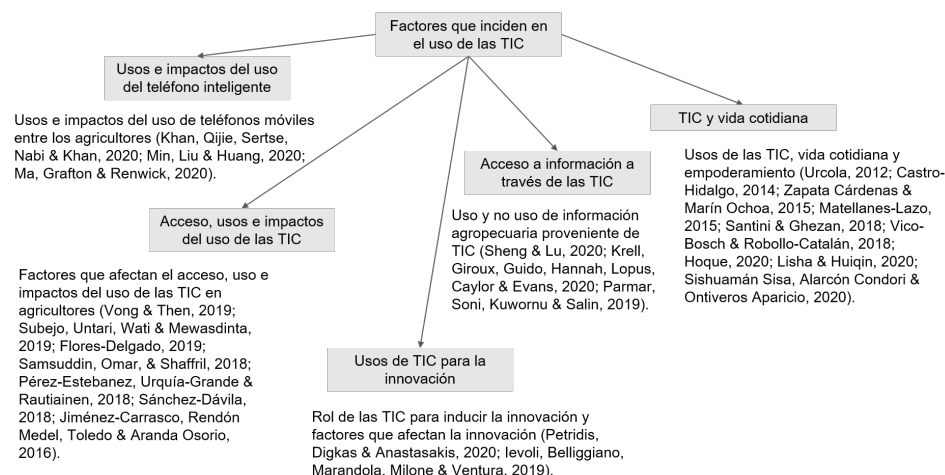 Factores que inciden en
el uso de las TIC
Usos e impactos del uso
del teléfono inteligente
Usos e impactos del uso de teléfonos móviles
entre los agricultores (Khan, Qijie, Sertse,
Nabi & Khan, 2020; Min, Liu & Huang, 2020;
Ma, Grafton & Renwick, 2020).
Acceso, usos e impactos
del uso de las TIC
Factores que afectan el acceso, uso e
impactos del uso de las TIC en
agricultores (Vong & Then, 2019;
Subejo, Untari, Wati & Mewasdinta,
2019; Flores-Delgado, 2019;
Samsuddin, Omar, & Shaffril, 2018;
Pérez-Estebanez, Urquía-Grande &
Rautiainen, 2018; Sánchez-Dávila,
2018; Jiménez-Carrasco, Rendón
Medel, Toledo & Aranda Osorio,
2016).
Usos de TIC para la
innovación
Rol de las TIC para inducir la innovación y
factores que afectan la innovación (Petridis,
Digkas & Anastasakis, 2020; Ievoli, Belliggiano,
Marandola, Milone & Ventura, 2019).
Acceso a información a
través de las TIC
Uso y no uso de información
agropecuaria proveniente de
TIC (Sheng & Lu, 2020; Krell,
Giroux, Guido, Hannah, Lopus,
Caylor & Evans, 2020; Parmar,
Soni, Kuwornu & Salin, 2019).
TIC y vida cotidiana
Usos de las TIC, vida cotidiana y
empoderamiento (Urcola, 2012; Castro-
Hidalgo, 2014; Zapata Cárdenas &
Marín Ochoa, 2015; Matellanes-Lazo,
2015; Santini & Ghezan, 2018; Vico-
Bosch & Robollo-Catalán, 2018;
Hoque, 2020; Lisha & Huiqin, 2020;
Sishuamán Sisa, Alarcón Condori &
Ontiveros Aparicio, 2020).